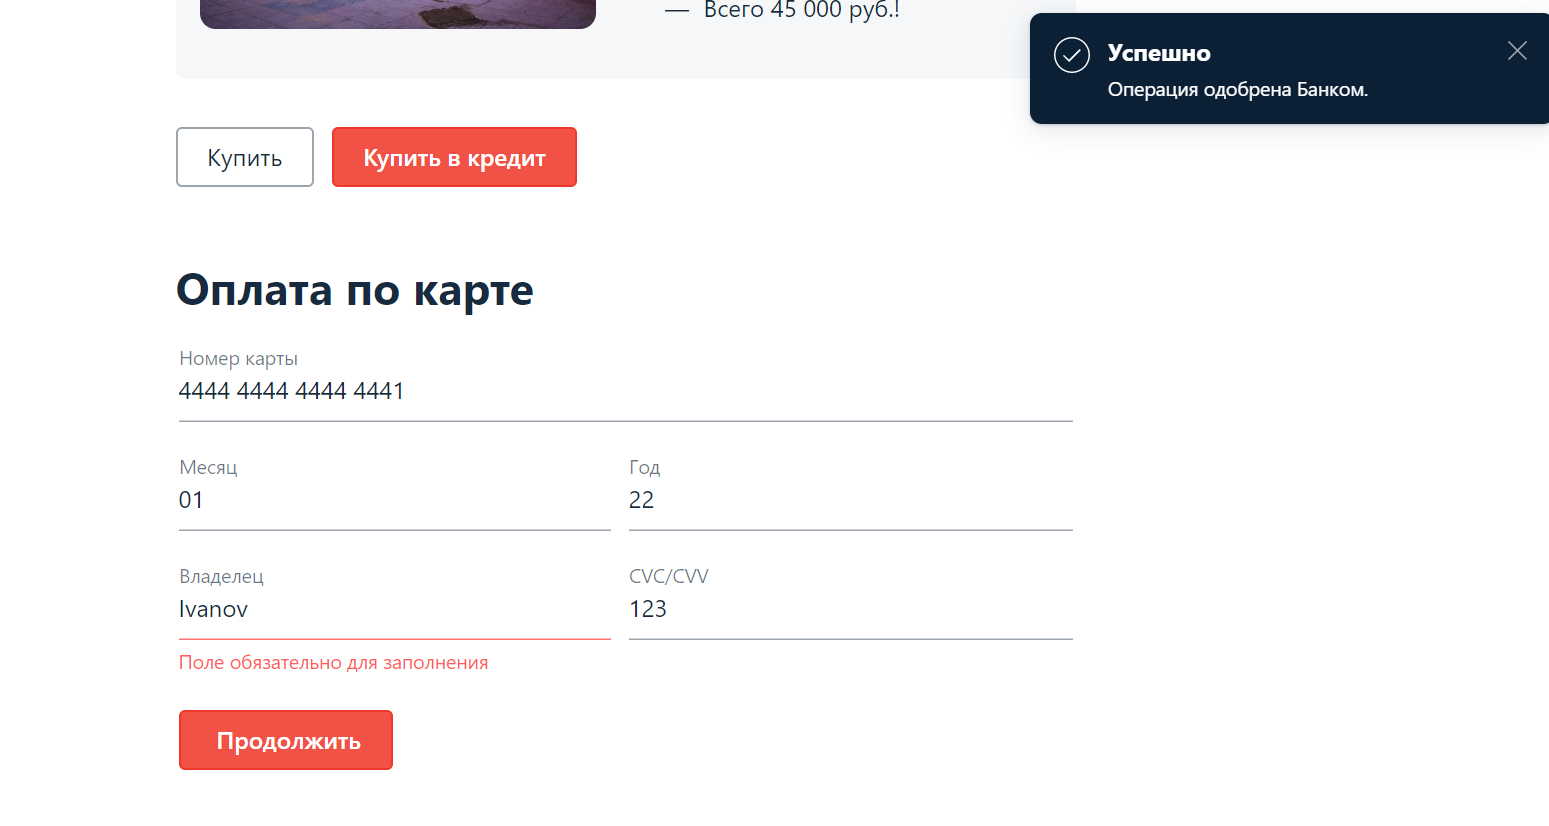 — Всего 45 000 руб.!
Успешно
Операция одобрена Банком.
Купить
Купить в кредит
Оплата по карте
Номер карты
4444 4444 4444 4441
Месяц
Год
01
22
Владелец
CVC/CVV
Ivanov
123
Поле обязательно для заполнения
Продолжить